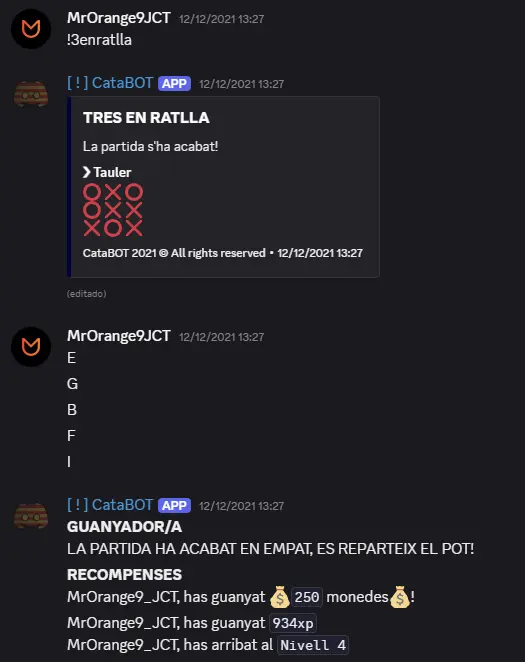 MrOrange9JCT 12/12/2021 13:27
!3enratlla
[ ! ] CataBOT APP 12/12/2021 13:27
TRES EN RATLLA
La partida s'ha acabat!
❯ Tauler
⭕❌⭕
⭕❌❌
❌⭕❌
CataBOT 2021 © All rights reserved • 12/12/2021 13:27
(editado)
MrOrange9JCT 12/12/2021 13:27
E
G
B
F
I
[ ! ] CataBOT APP 12/12/2021 13:27
GUANYADOR/A
LA PARTIDA HA ACABAT EN EMPAT, ES REPARTEIX EL POT!
RECOMPENSES
MrOrange9_JCT, has guanyat 💰250 monedes💰!
MrOrange9_JCT, has guanyat 934xp
MrOrange9_JCT, has arribat al Nivell 4